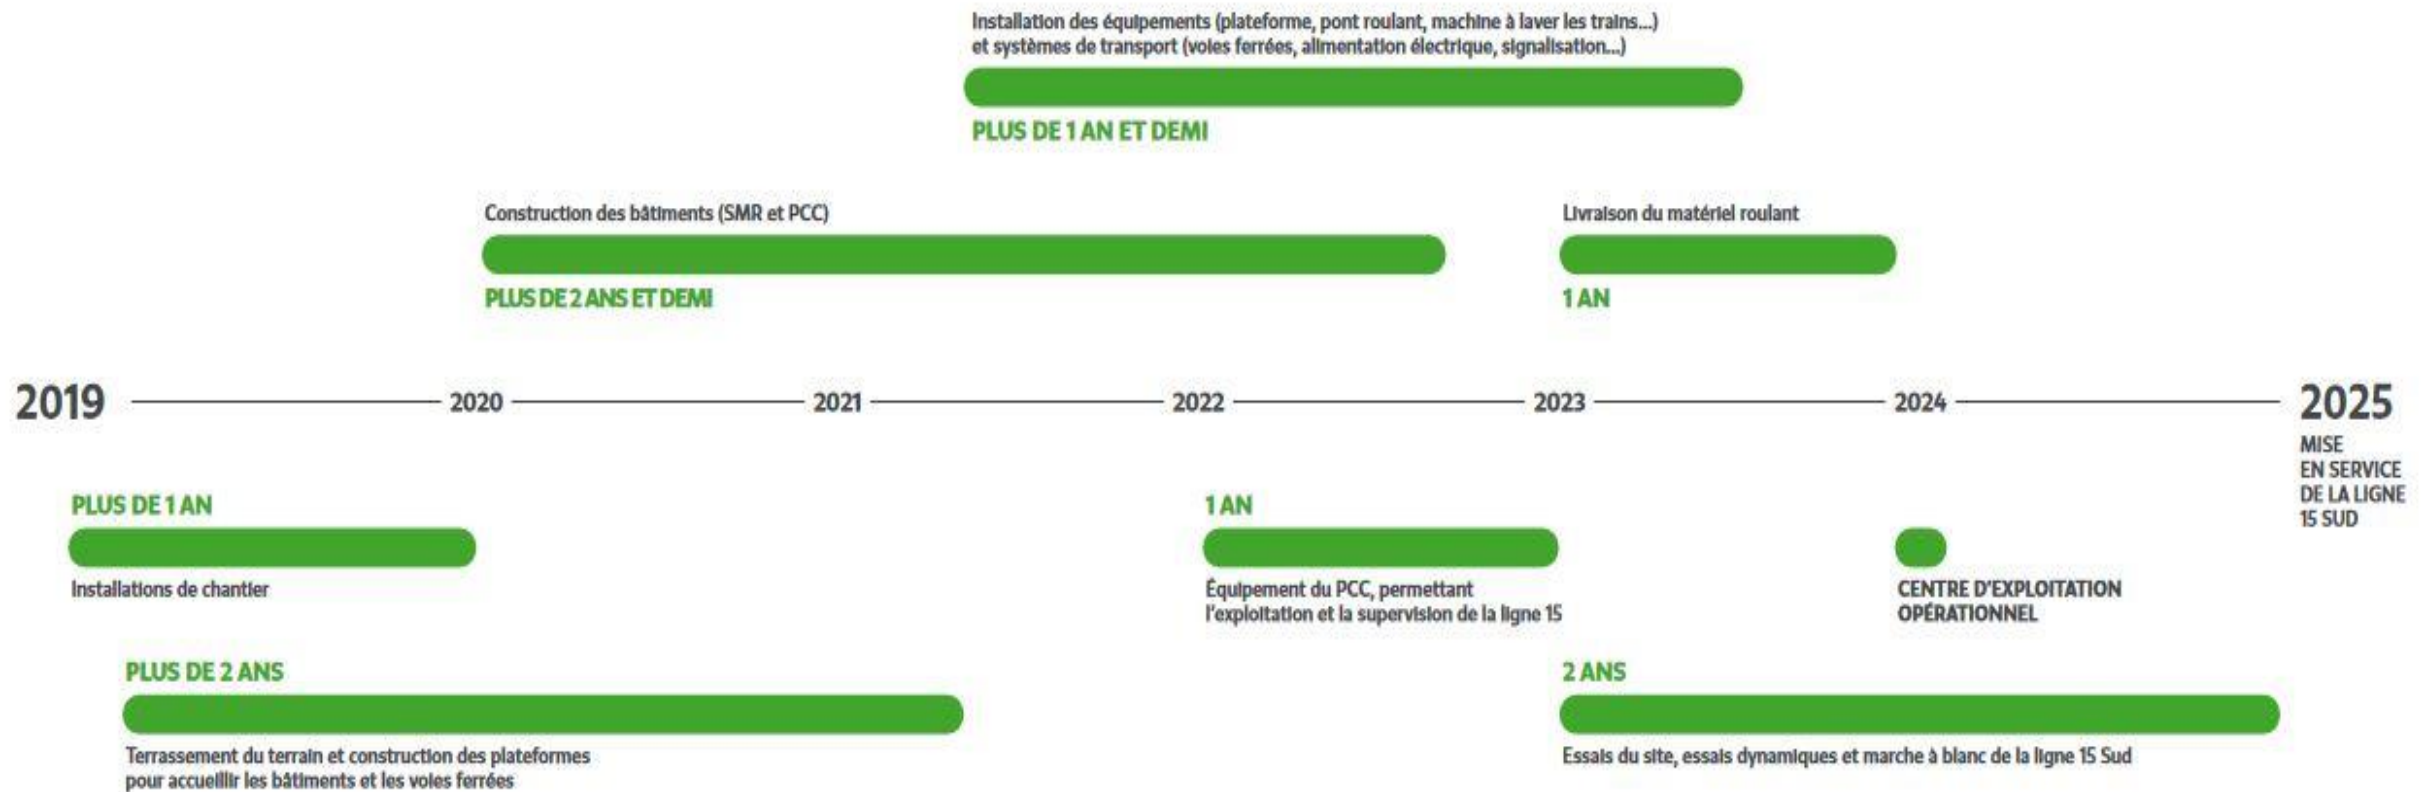 Installation des équipements (plateforme, pont roulant, machine à laver les trains...)
et systèmes de transport (voies ferrées, alimentation électrique, signalisation...)
PLUS DE 1 AN ET DEMI
Construction des bâtiments (SMR et PCC)
PLUS DE 2 ANS ET DEMI
Livraison du matériel roulant
1 AN
2019
2020
2021
2022
2023
2024
2025
MISE
EN SERVICE
DE LA LIGNE
15 SUD
PLUS DE 1 AN
Installations de chantier
1 AN
Équipement du PCC, permettant
l'exploitation et la supervision de la ligne 15
CENTRE D'EXPLOITATION
OPÉRATIONNEL
PLUS DE 2 ANS
Terrassement du terrain et construction des plateformes
pour accueillir les bâtiments et les voies ferrées
2 ANS
Essais du site, essais dynamiques et marche à blanc de la ligne 15 Sud